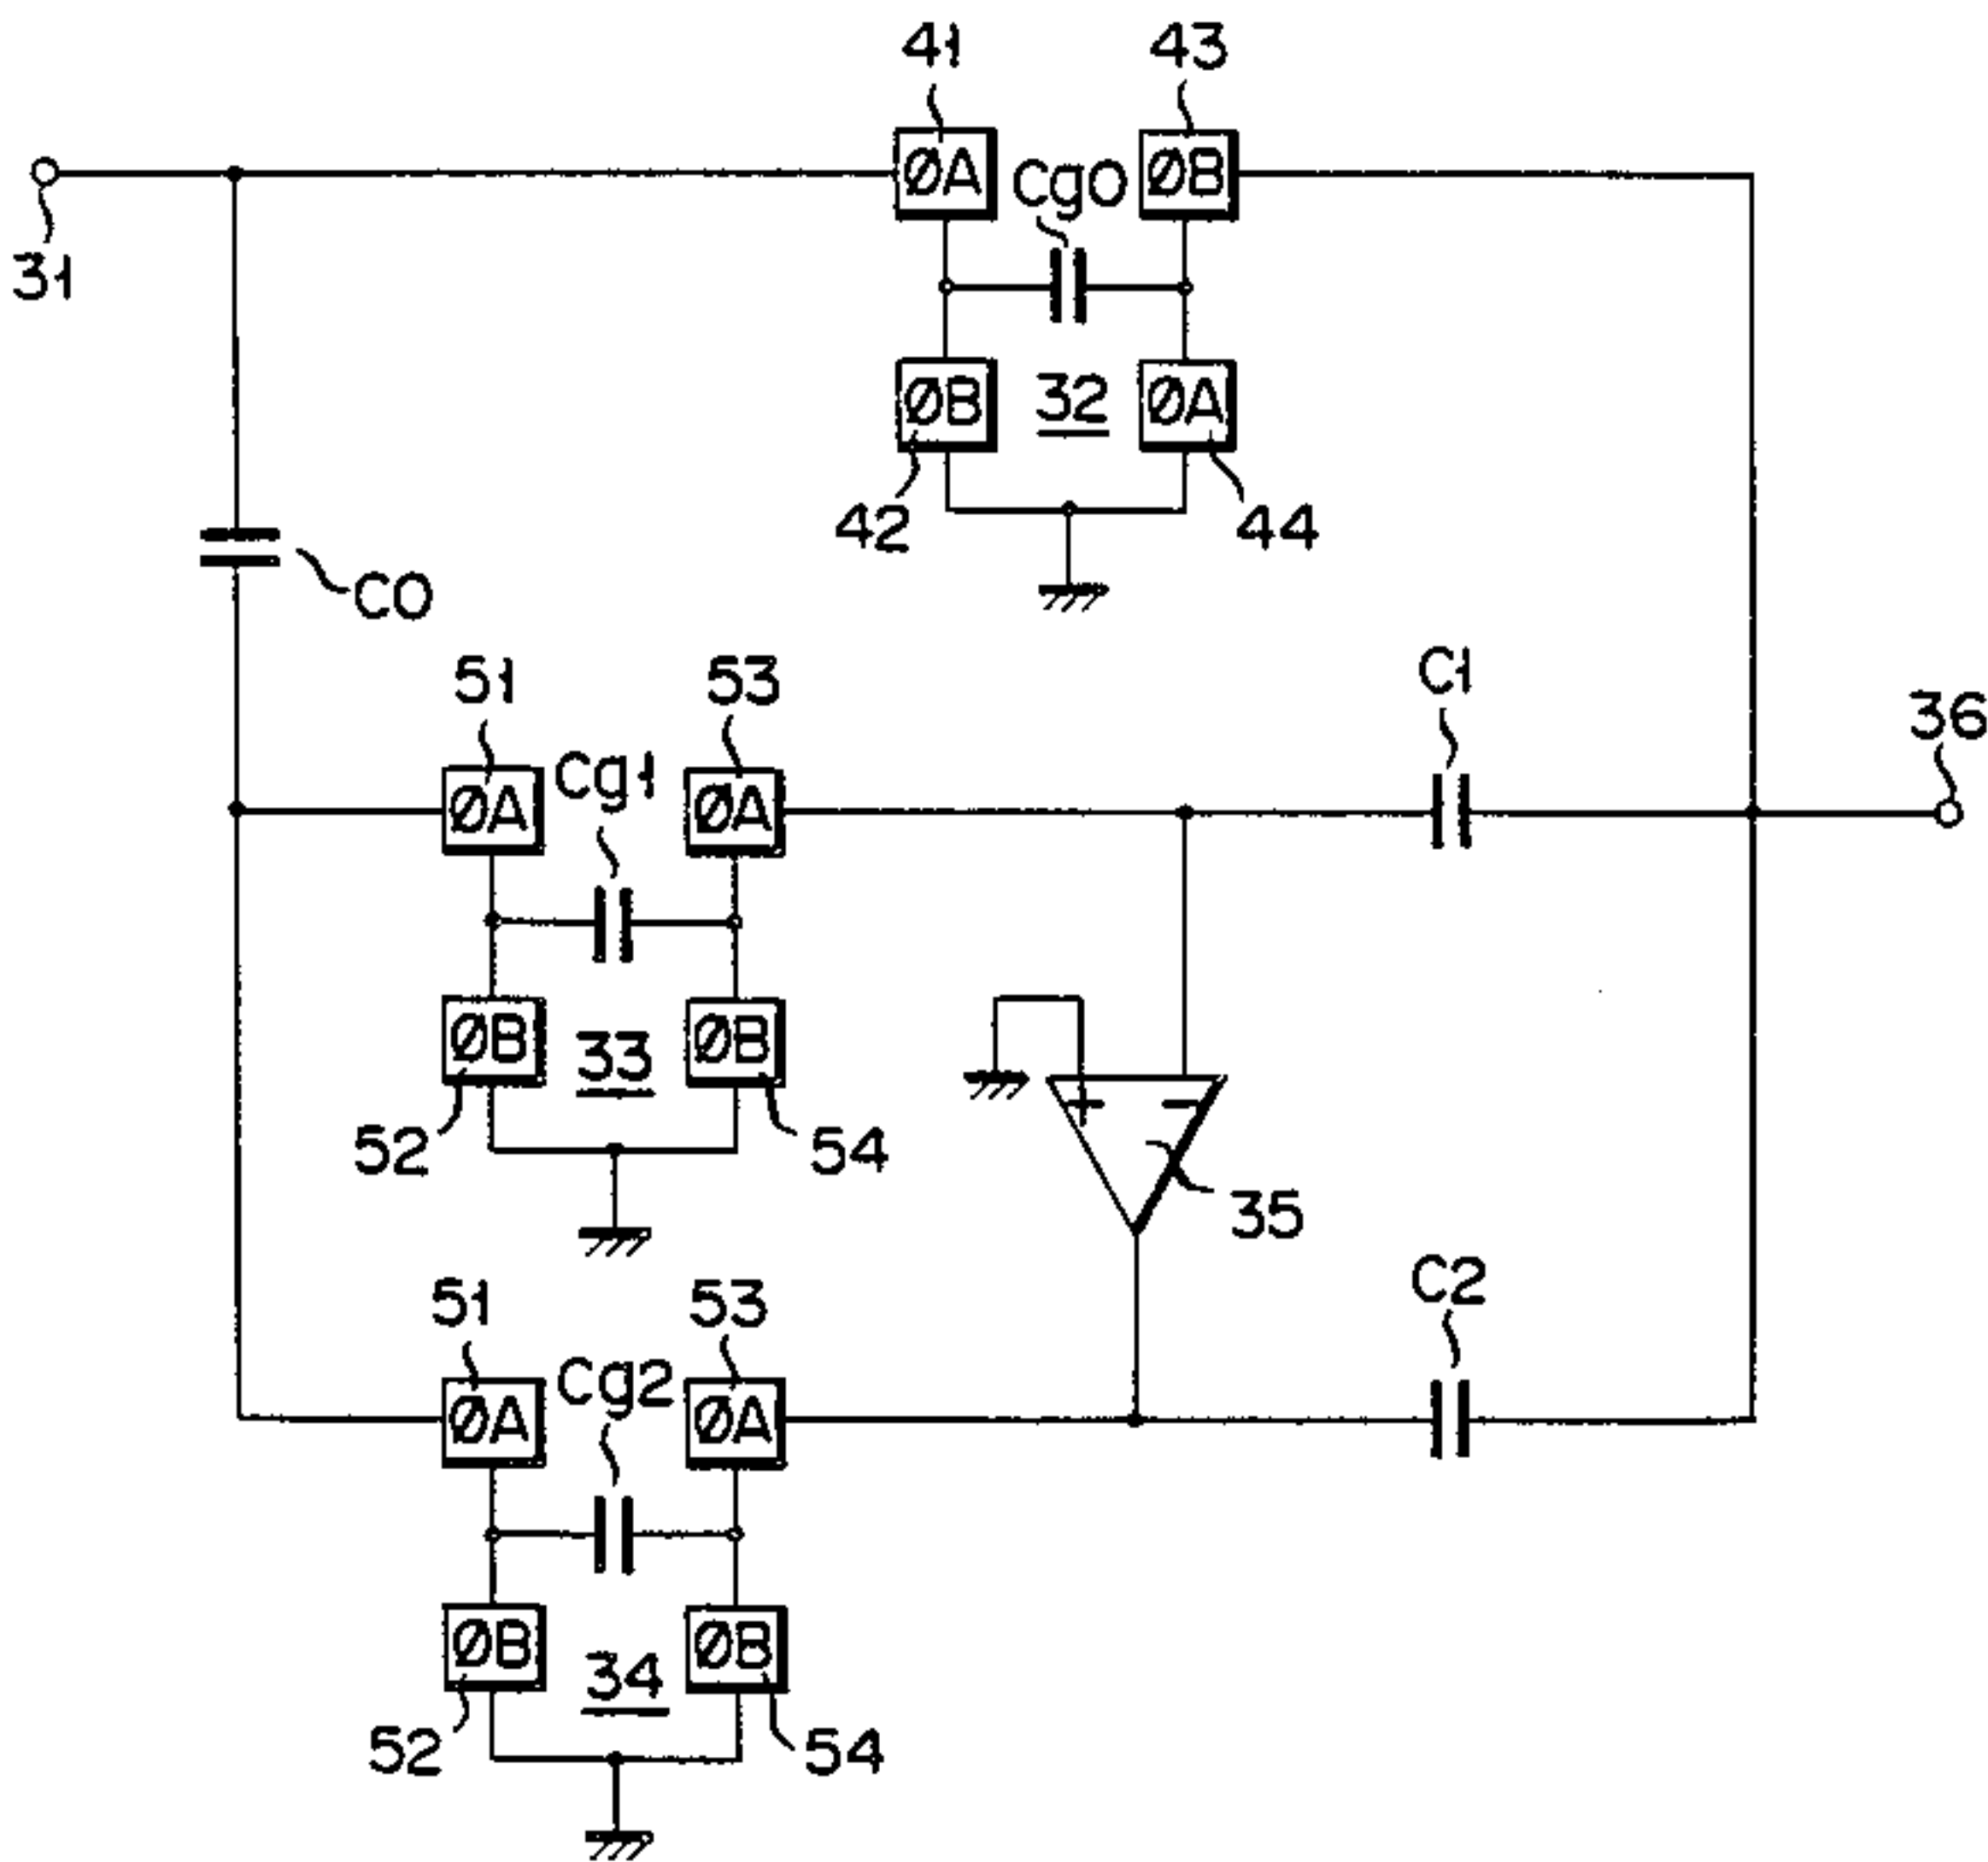 41 43
ØA Cg0 ØB
31
ØB 32 ØA
42 44
C0
51 53 C1 36
ØA Cg1 ØA
ØB 33 ØB
+ −
52 54 35
51 53 C2
ØA Cg2 ØA
ØB 34 ØB
52 54